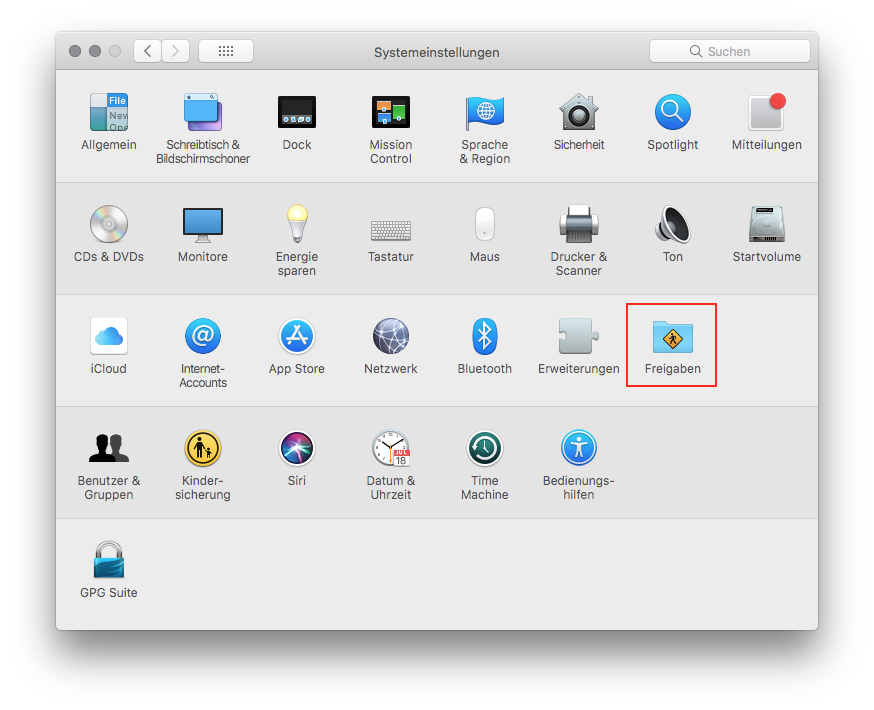 Systemeinstellungen
Suchen
File
New
Ope
Allgemein
Schreibtisch &
Bildschirmschoner
Dock
Mission
Control
Sprache
& Region
Sicherheit
Spotlight
Mitteilungen
CDs & DVDs
Monitore
Energie
sparen
Tastatur
Maus
Drucker &
Scanner
Ton
Startvolume
iCloud
@
Internet-
Accounts
App Store
Netzwerk
Bluetooth
Erweiterungen
Freigaben
Benutzer &
Gruppen
Kinder-
sicherung
Siri
JUL
18
Datum &
Uhrzeit
Time
Machine
Bedienungs-
hilfen
GPG Suite